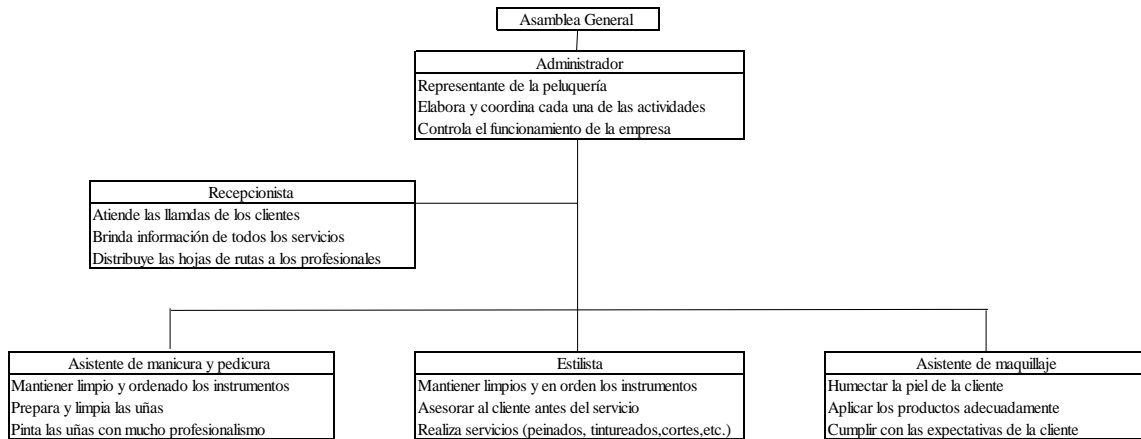 Asamblea General
Administrador
Representante de la peluquería
Elabora y coordina cada una de las actividades
Controla el funcionamiento de la empresa
Recepcionista
Atiende las llamdas de los clientes
Brinda información de todos los servicios
Distribuye las hojas de rutas a los profesionales
Asistente de manicura y pedicura
Mantener limpio y ordenado los instrumentos
Prepara y limpia las uñas
Pinta las uñas con mucho profesionalismo
Estilista
Mantener limpios y en orden los instrumentos
Asesorar al cliente antes del servicio
Realiza servicios (peinados, tintureados,cortes,etc.)
Asistente de maquillaje
Humectar la piel de la cliente
Aplicar los productos adecuadamente
Cumplir con las expectativas de la cliente